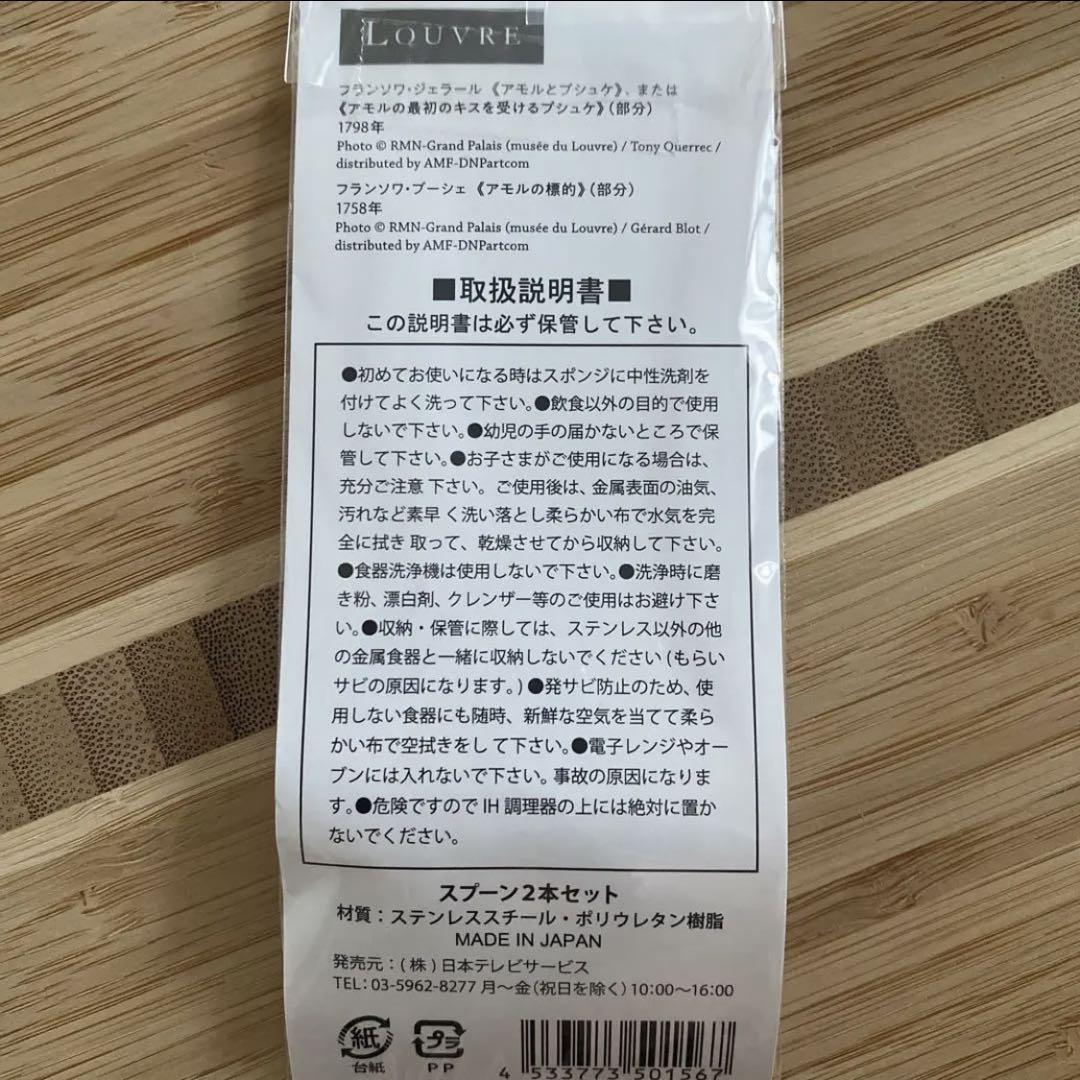 LOUVRE
フランソワ・ジェラール 《アモルとプシュケ》、または
《アモルの最初のキスを受けるプシュケ》（部分）
1798年
Photo © RMN-Grand Palais (musée du Louvre) / Tony Querrec /
distributed by AMF-DNPartcom
フランソワ・ブーシェ 《アモルの標的》（部分）
1758年
Photo © RMN-Grand Palais (musée du Louvre) / Gérard Blot /
distributed by AMF-DNPartcom
■取扱説明書■
この説明書は必ず保管して下さい。
●初めてお使いになる時はスポンジに中性洗剤を
付けてよく洗って下さい。●飲食以外の目的で使用
しないで下さい。●幼児の手の届かないところで保
管して下さい。●お子さまがご使用になる場合は、
充分ご注意 下さい。ご使用後は、金属表面の油気、
汚れなど素早 く洗い落とし柔らかい布で水気を完
全に拭き 取って、乾燥させてから収納して下さい。
●食器洗浄機は使用しないで下さい。●洗浄時に磨
き粉、漂白剤、クレンザー等のご使用はお避け下さ
い。●収納・保管に際しては、ステンレス以外の他
の金属食器と一緒に収納しないでください (もらい
サビの原因になります。) ●発サビ防止のため、使
用しない食器にも随時、新鮮な空気を当てて柔ら
かい布で空拭きをし て下さい。●電子レンジやオー
ブンには入れないで下さい。事故の原因になりま
す。●危険ですので IH 調理器の上には絶対に置か
ないでください。
スプーン2本セット
材質：ステンレススチール・ポリウレタン樹脂
MADE IN JAPAN
発売元：(株)日本テレビサービス
TEL：03-5962-8277 月～金(祝日を除く)10:00～16:00
紙
台紙
プラ
PP
4 533773 501567